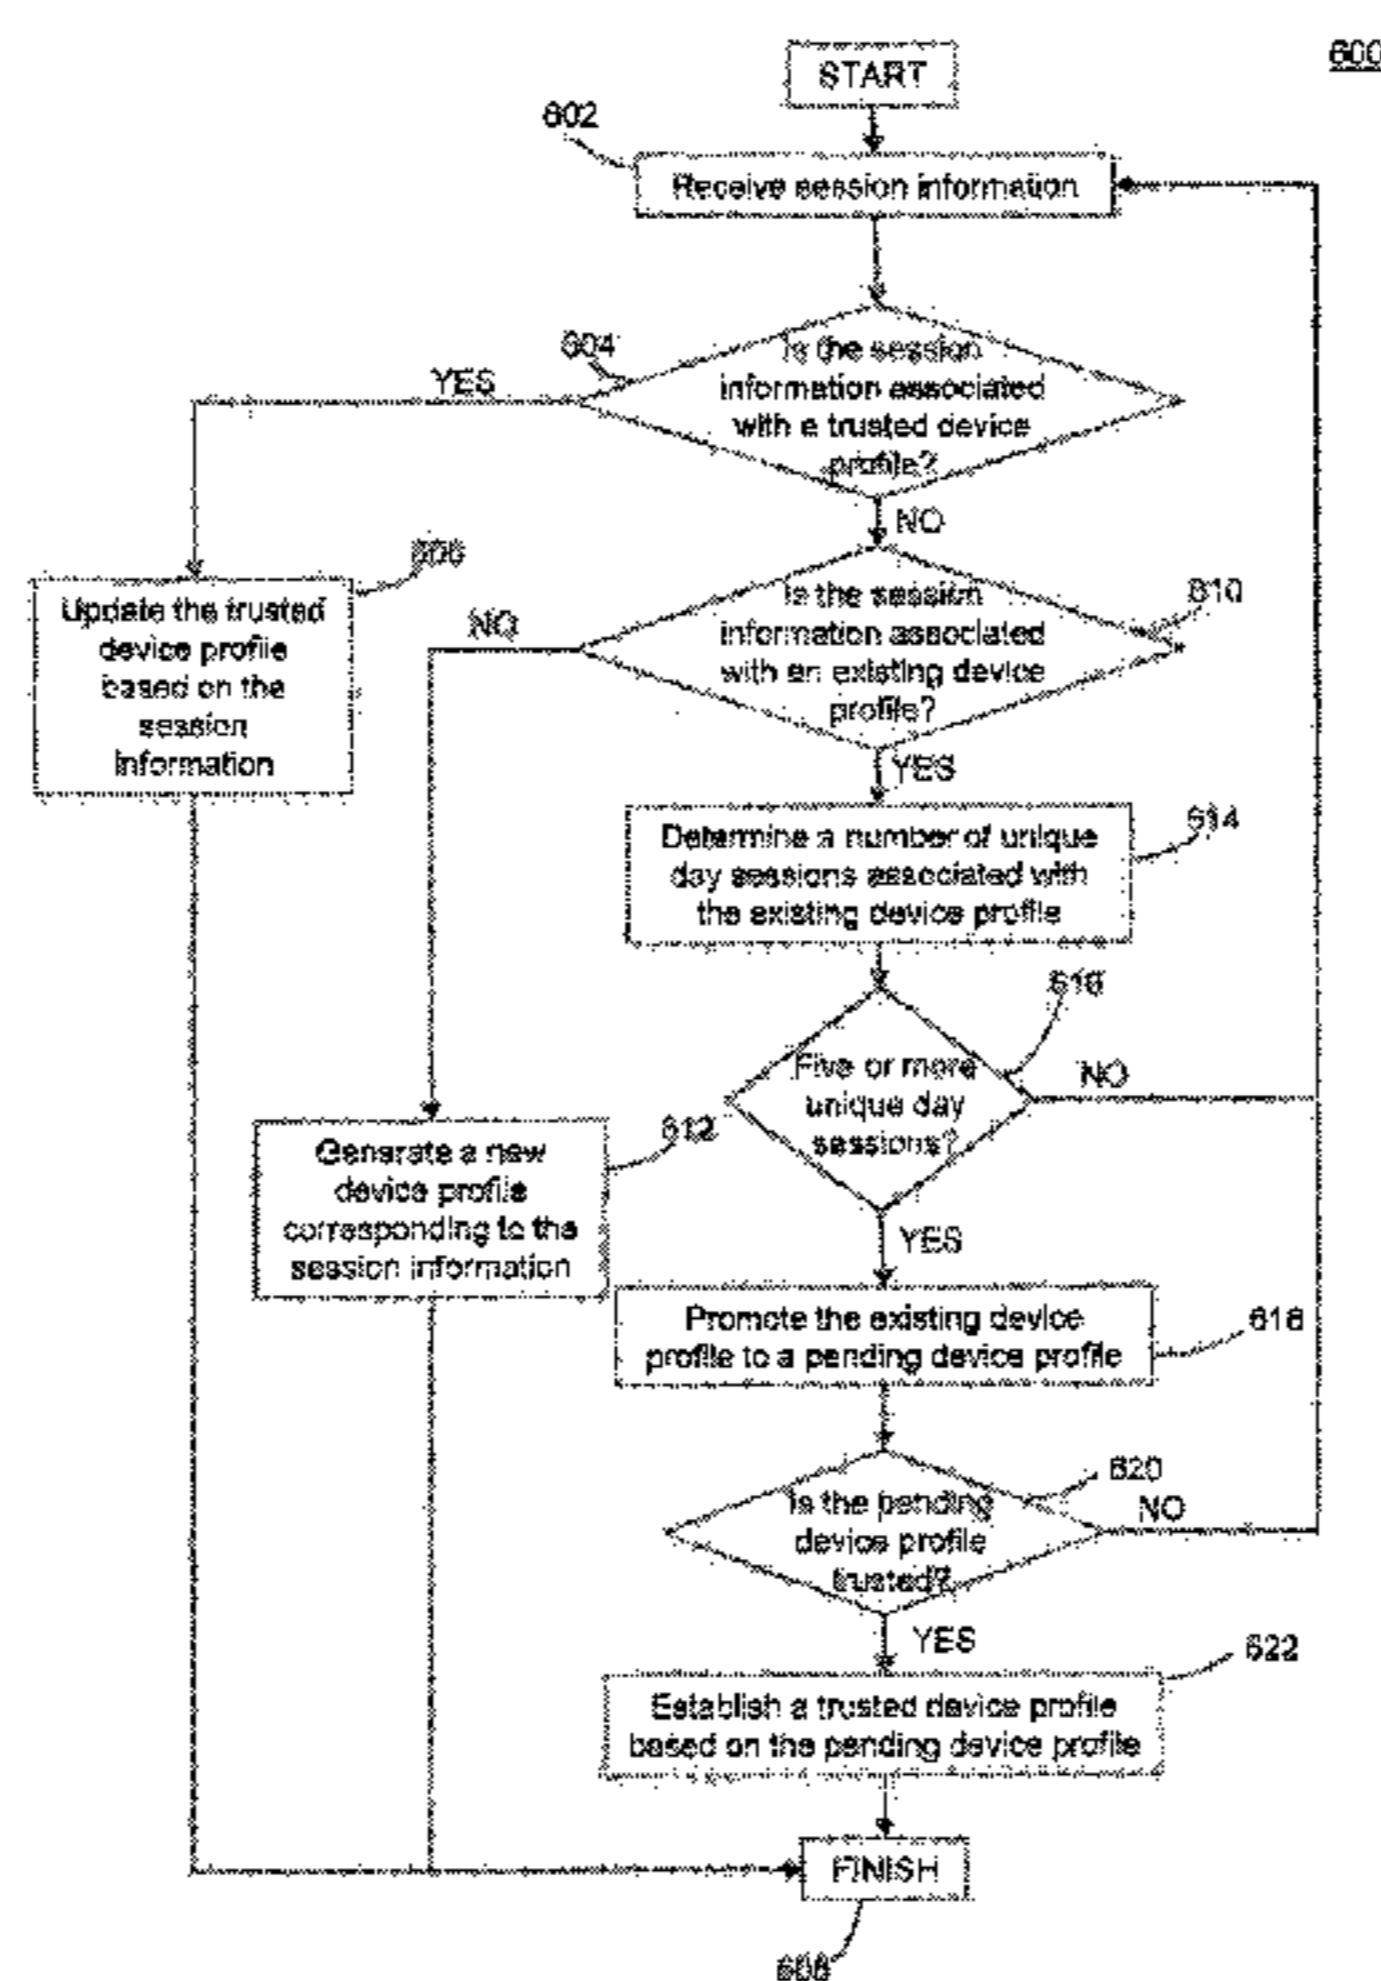 600
START
602
Receive session information
604
Is the session
information associated
with a trusted device
profile?
YES
NO
606
Update the trusted
device profile
based on the
session
information
610
Is the session
information associated
with an existing device
profile?
NO
YES
614
Determine a number of unique
day sessions associated with
the existing device profile
616
Five or more
unique day
sessions?
NO
YES
612
Generate a new
device profile
corresponding to the
session information
618
Promote the existing device
profile to a pending device profile
620
Is the pending
device profile
trusted?
NO
YES
622
Establish a trusted device profile
based on the pending device profile
FINISH
608